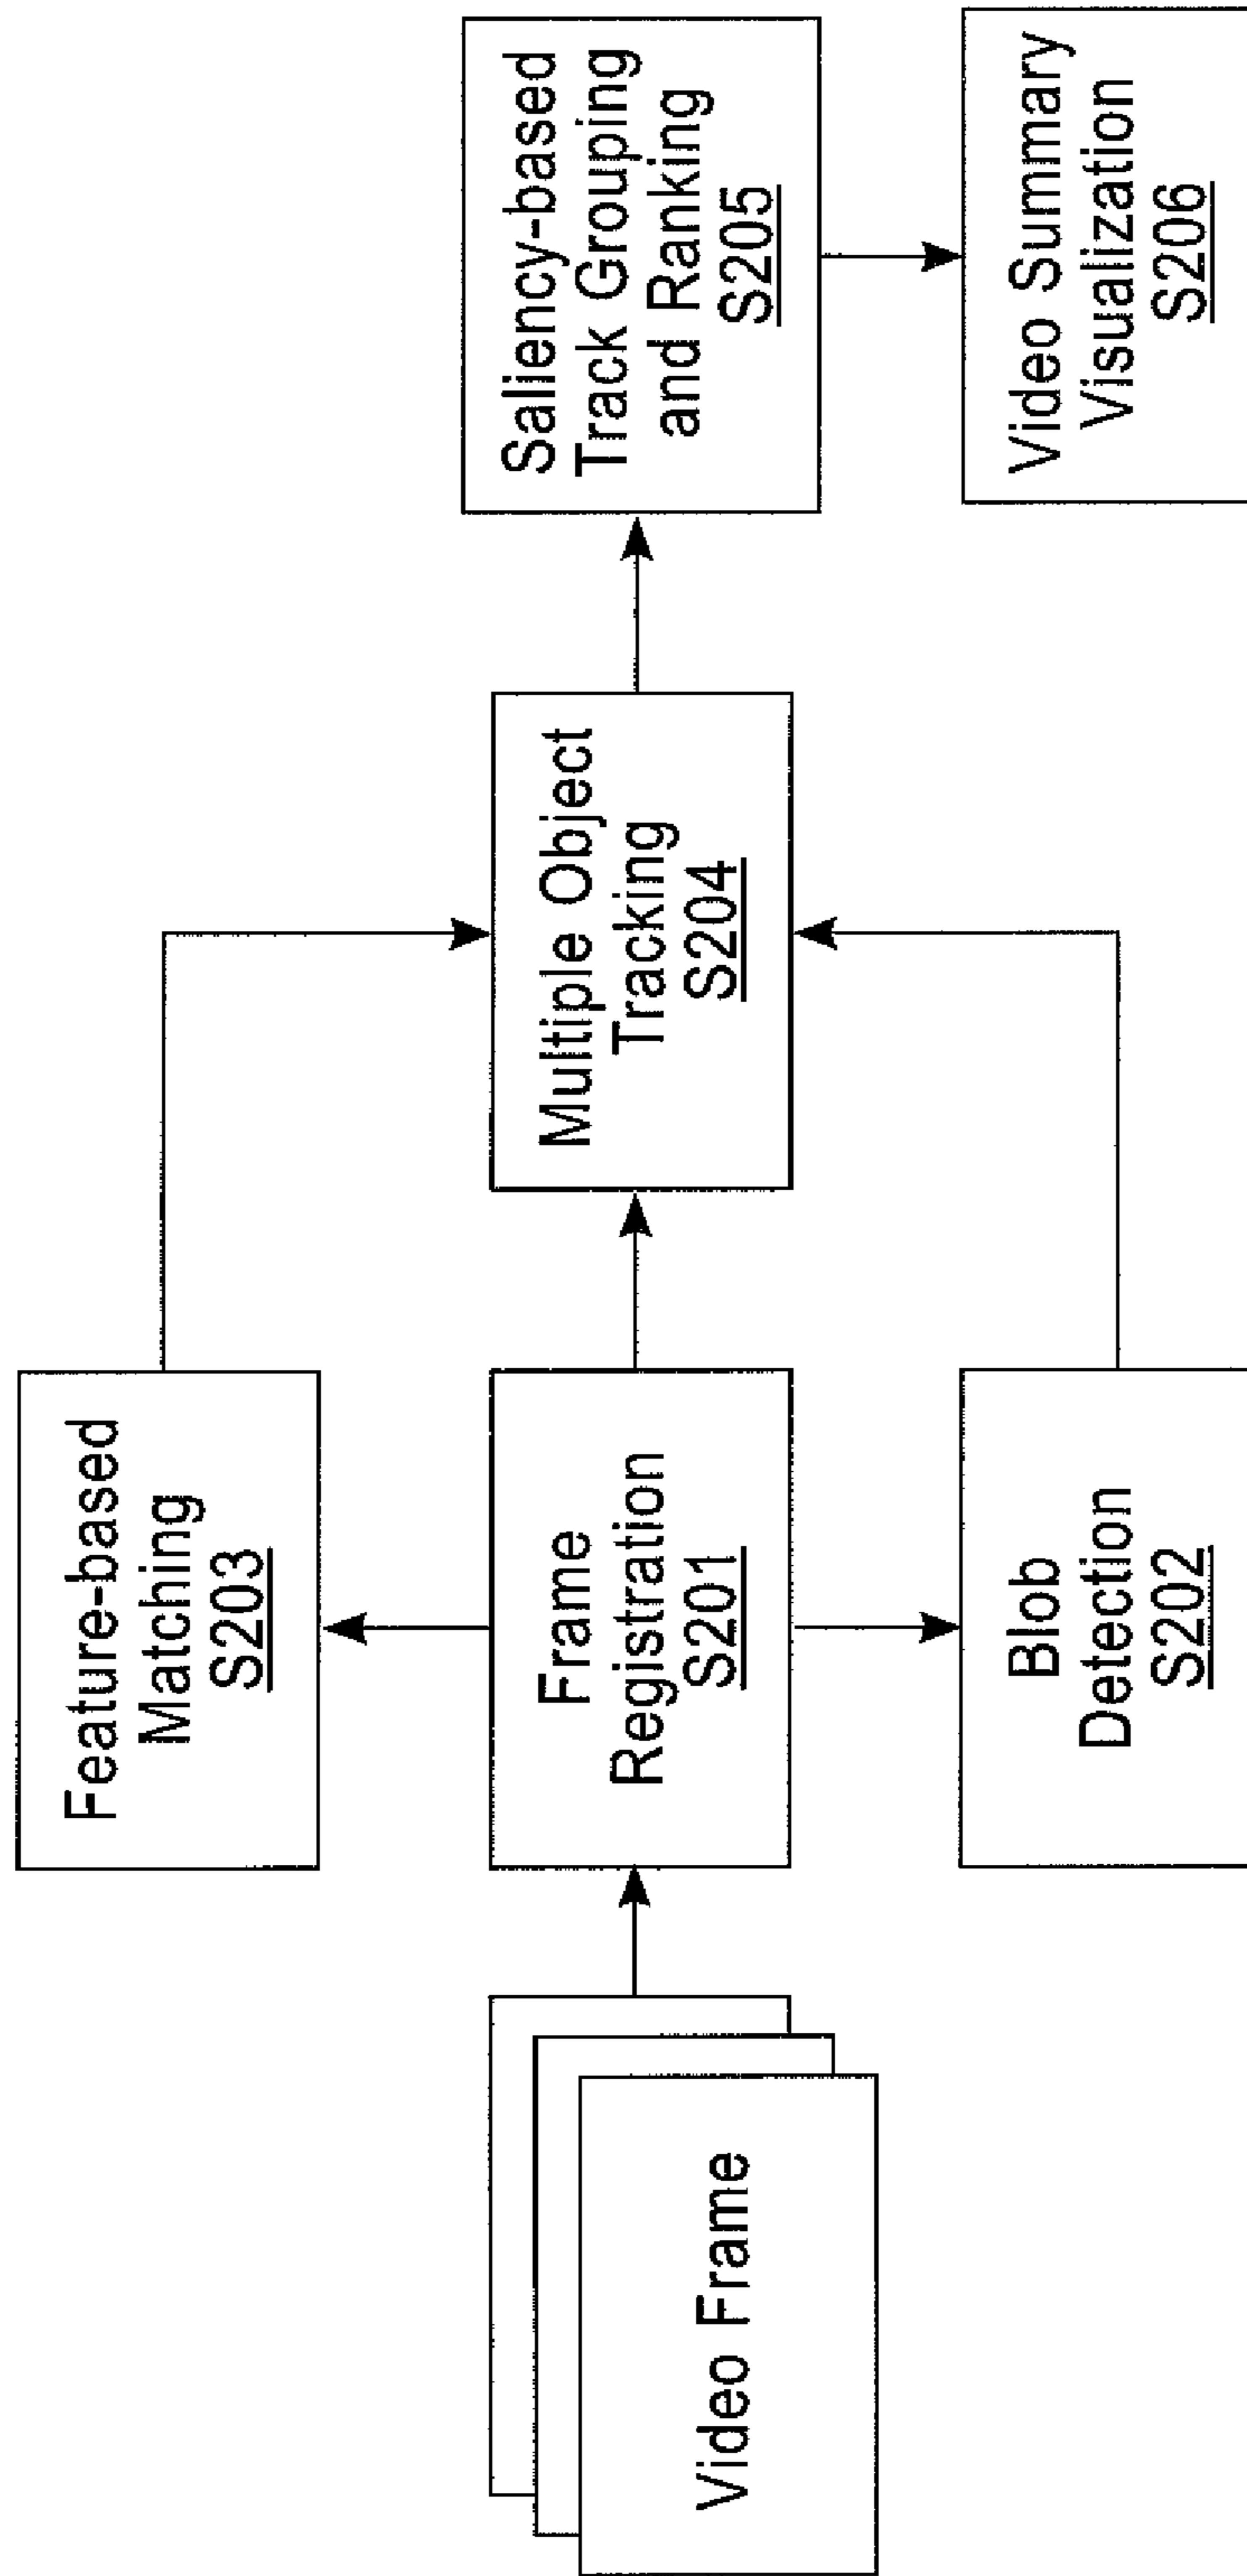 Video Frame
Feature-based
Matching
S203
Frame
Registration
S201
Blob
Detection
S202
Multiple Object
Tracking
S204
Saliency-based
Track Grouping
and Ranking
S205
Video Summary
Visualization
S206